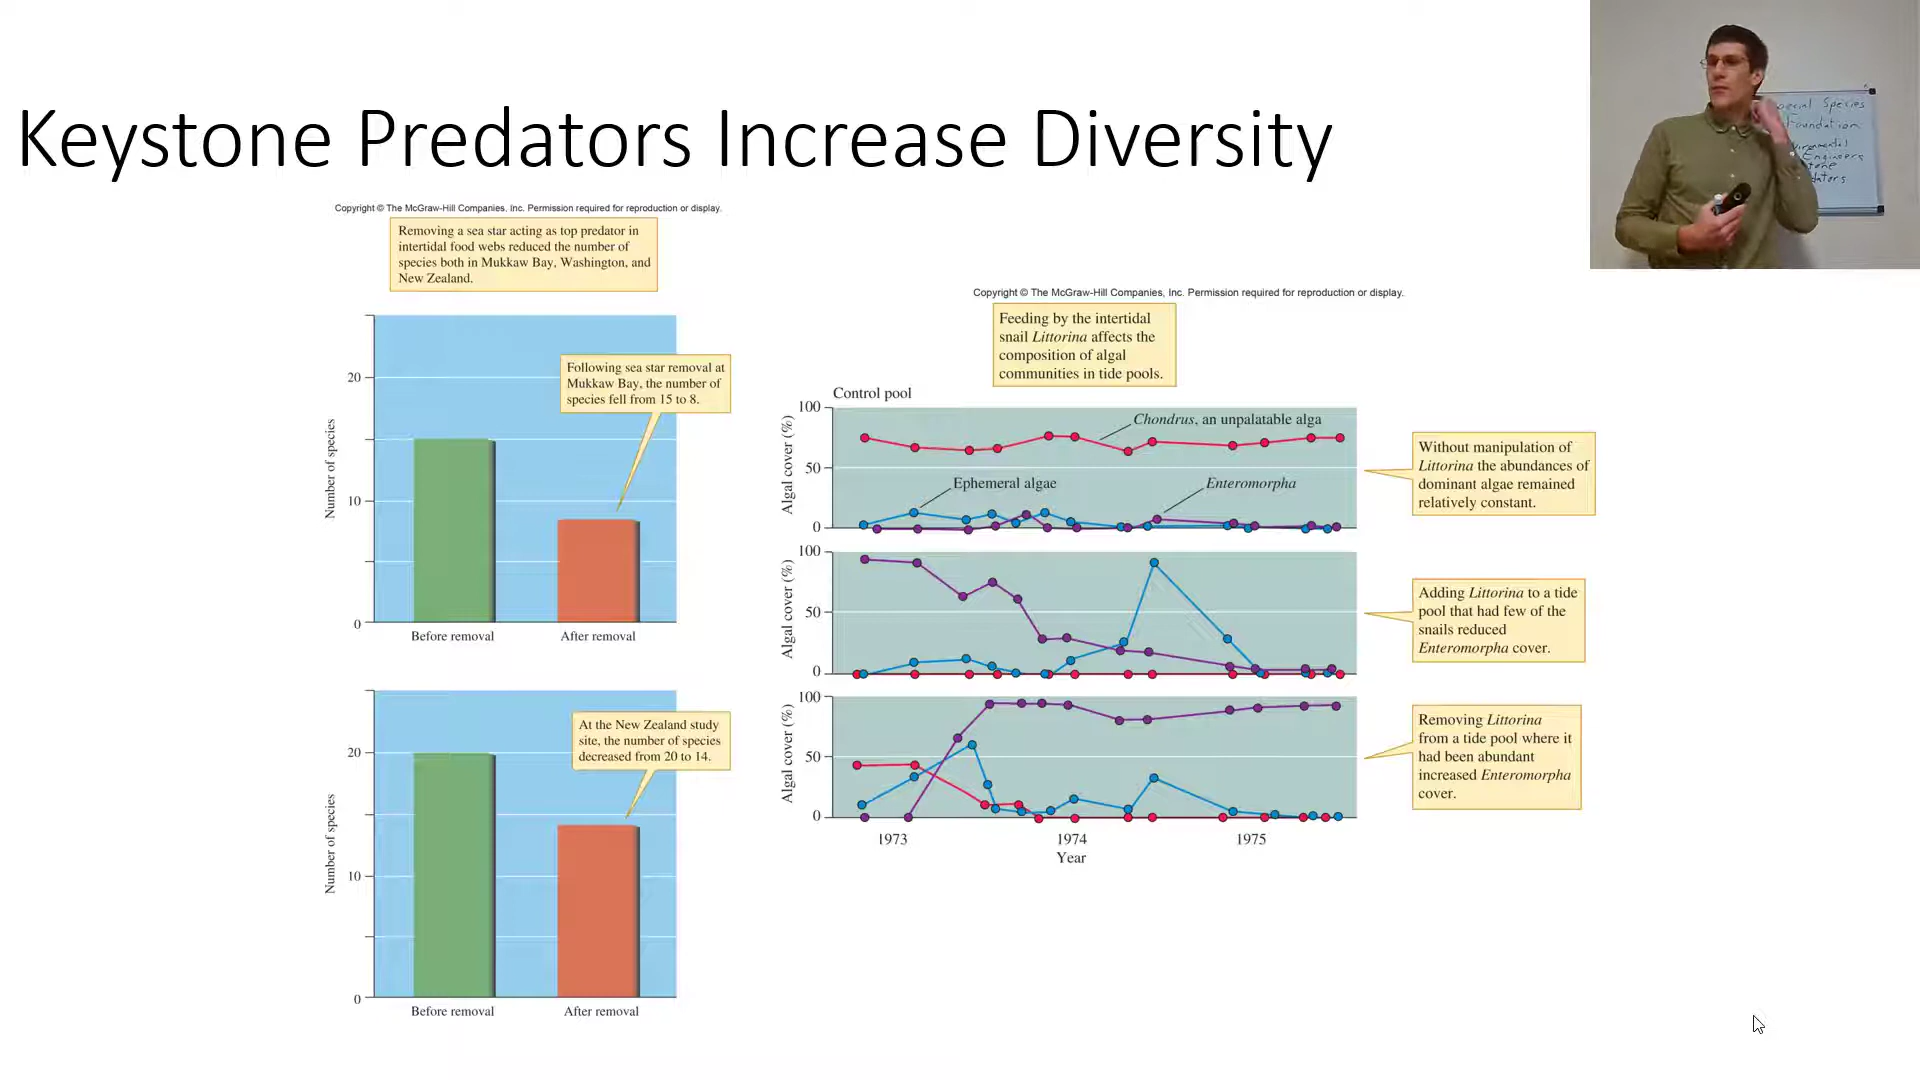 Keystone Predators Increase Diversity
Copyright © The McGraw-Hill Companies, Inc. Permission required for reproduction or display.
Removing a sea star acting as top predator in
intertidal food webs reduced the number of
species both in Mukkaw Bay, Washington, and
New Zealand.
Following sea star removal at
Mukkaw Bay, the number of
species fell from 15 to 8.
Number of species
20
10
0
Before removal
After removal
At the New Zealand study
site, the number of species
decreased from 20 to 14.
Number of species
20
10
0
Before removal
After removal
Copyright © The McGraw-Hill Companies, Inc. Permission required for reproduction or display.
Feeding by the intertidal
snail Littorina affects the
composition of algal
communities in tide pools.
Control pool
Algal cover (%)
100
50
0
Chondrus, an unpalatable alga
Ephemeral algae
Enteromorpha
Without manipulation of
Littorina the abundances of
dominant algae remained
relatively constant.
Algal cover (%)
100
50
0
Adding Littorina to a tide
pool that had few of the
snails reduced
Enteromorpha cover.
Algal cover (%)
100
50
0
Removing Littorina
from a tide pool where it
had been abundant
increased Enteromorpha
cover.
1973
1974
1975
Year
Species
Engineers